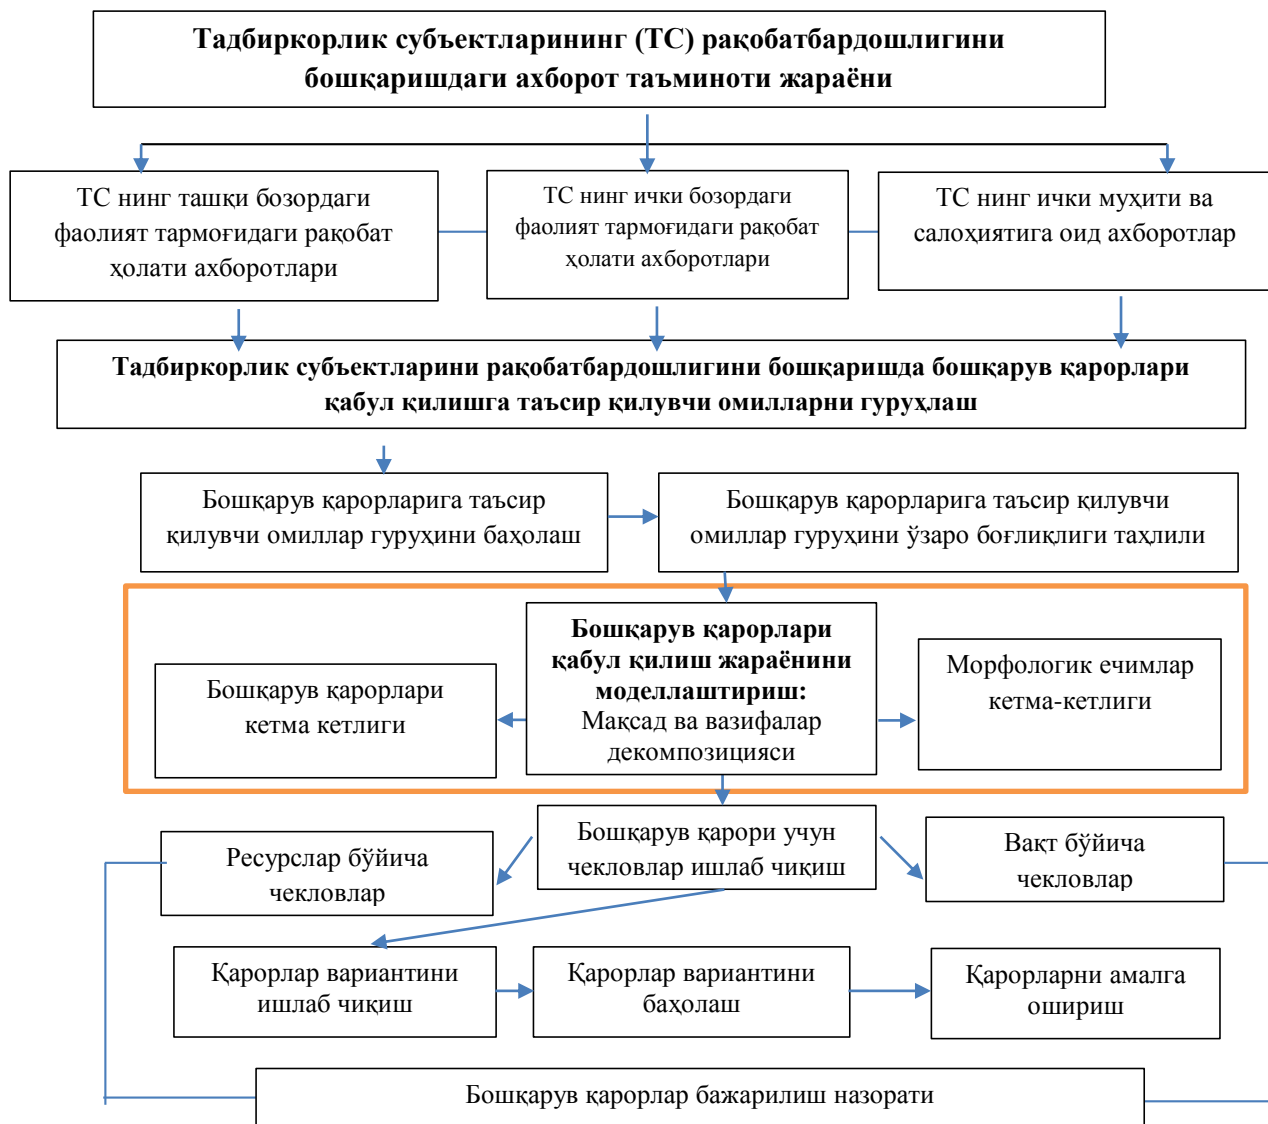 Тадбиркорлик субъектларининг (ТС) рақобатбардошлигини
бошқаришдаги ахборот таъминоти жараёни
ТС нинг ташқи бозордаги
фаолият тармоғидаги рақобат
ҳолати ахборотлари
ТС нинг ички бозордаги
фаолият тармоғидаги рақобат
ҳолати ахборотлари
ТС нинг ички муҳити ва
салоҳиятига оид ахборотлар
Тадбиркорлик субъектларини рақобатбардошлигини бошқаришда бошқарув қарорлари
қабул қилишга таъсир қилувчи омилларни гуруҳлаш
Бошқарув қарорларига таъсир
қилувчи омиллар гуруҳини баҳолаш
Бошқарув қарорларига таъсир қилувчи
омиллар гуруҳини ўзаро боғлиқлиги таҳлили
Бошқарув қарорлари
кетма кетлиги
Бошқарув қарорлари
қабул қилиш жараёнини
моделлаштириш:
Мақсад ва вазифалар
декомпозицияси
Морфологик ечимлар
кетма-кетлиги
Ресурслар бўйича
чекловлар
Бошқарув қарори учун
чекловлар ишлаб чиқиш
Вақт бўйича
чекловлар
Қарорлар вариантини
ишлаб чиқиш
Қарорлар вариантини
баҳолаш
Қарорларни амалга
ошириш
Бошқарув қарорлар бажарилиш назорати